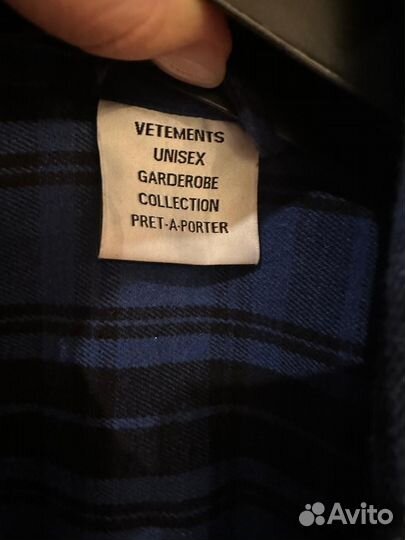 VETEMENTS
UNISEX
GARDEROBE
COLLECTION
PRET-A-PORTER
Avito